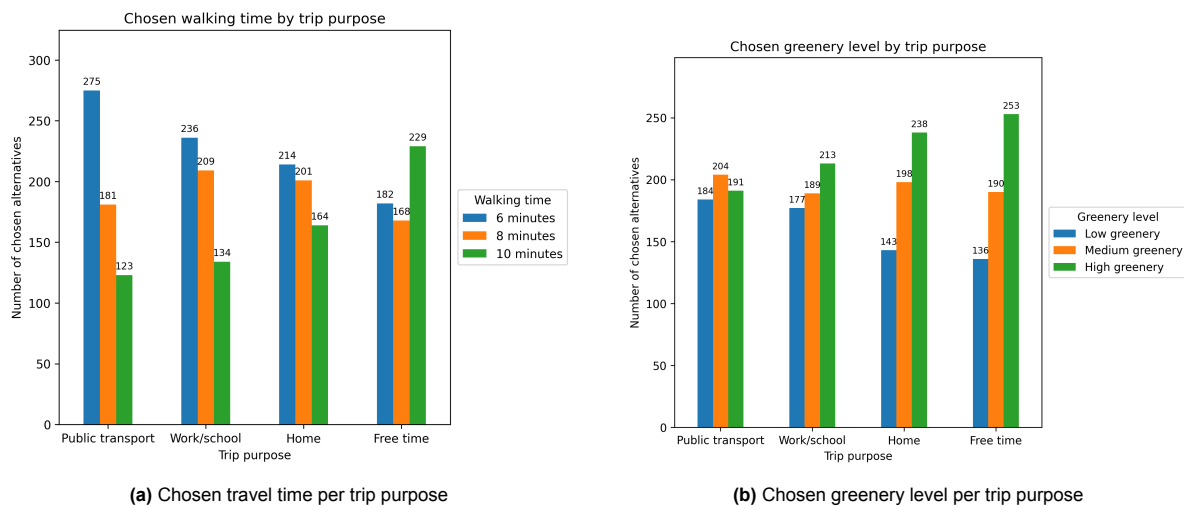 Chosen walking time by trip purpose
Number of chosen alternatives
300
250
200
150
100
50
0
275
181
123
236
209
134
214
201
164
182
168
229
Public transport
Work/school
Home
Free time
Trip purpose
Walking time
6 minutes
8 minutes
10 minutes
(a) Chosen travel time per trip purpose
Chosen greenery level by trip purpose
Number of chosen alternatives
250
200
150
100
50
0
184
204
191
177
189
213
143
198
238
136
190
253
Public transport
Work/school
Home
Free time
Trip purpose
Greenery level
Low greenery
Medium greenery
High greenery
(b) Chosen greenery level per trip purpose